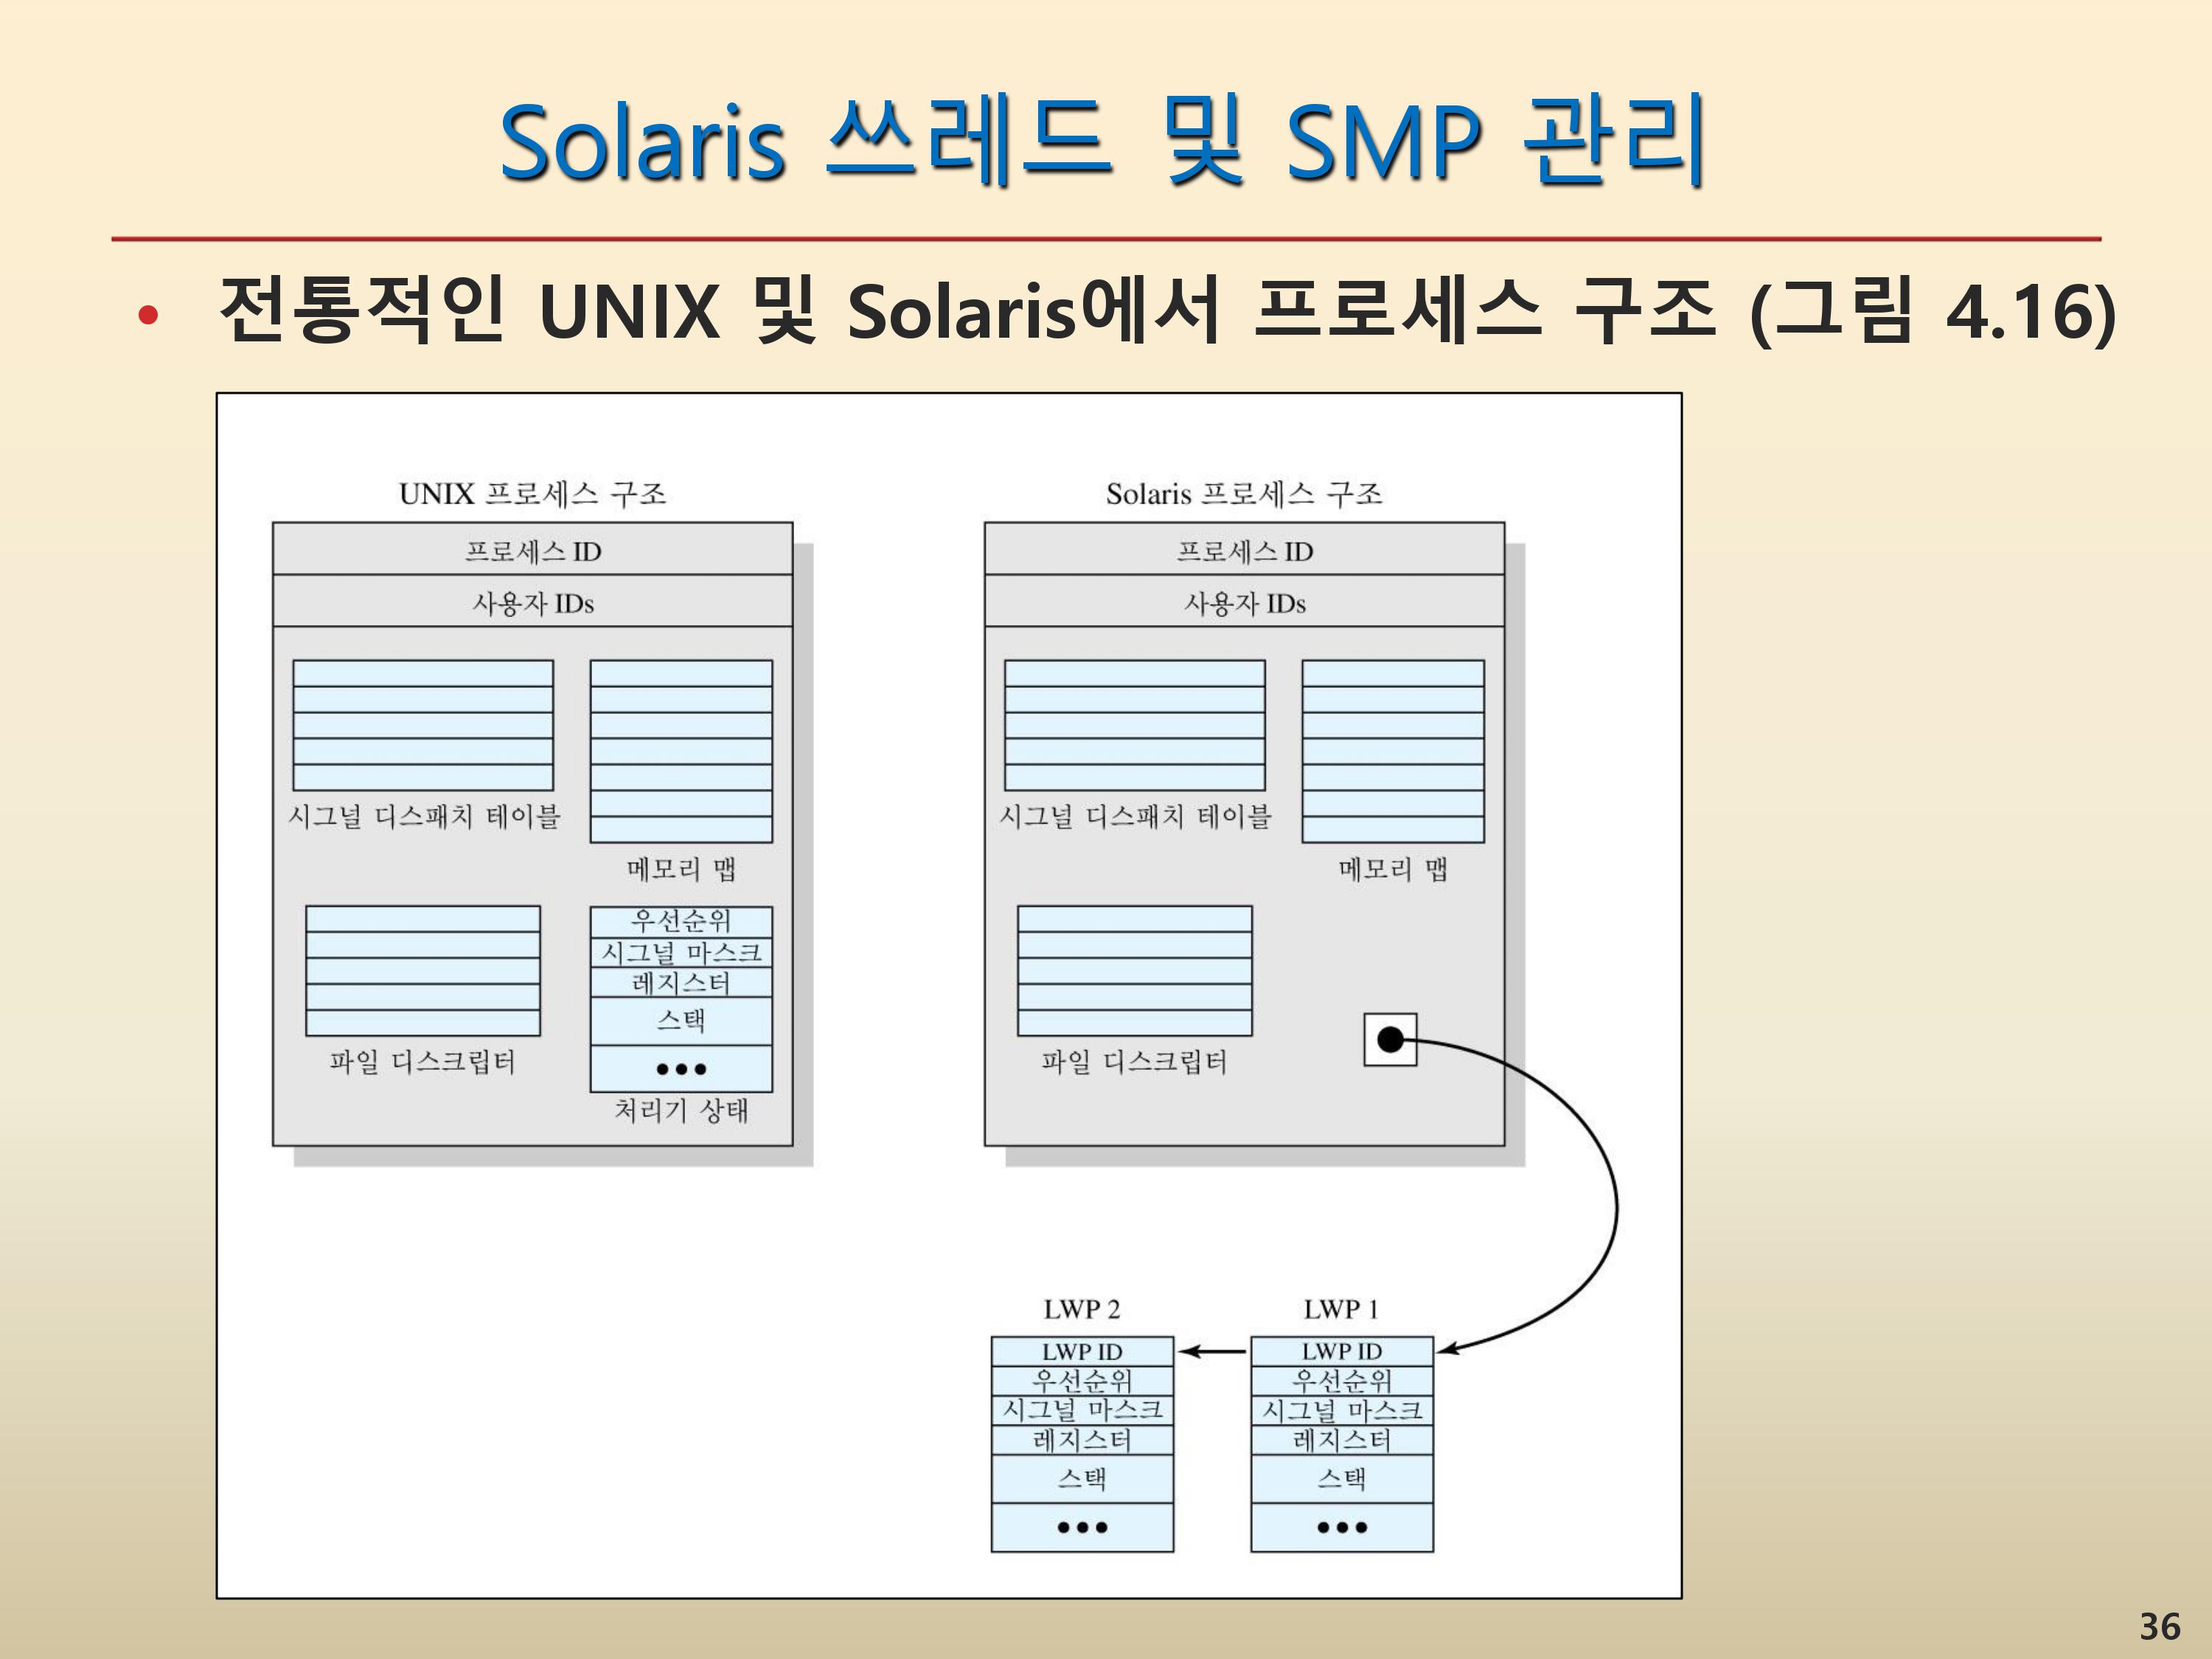 Solaris 쓰레드 및 SMP 관리
• 전통적인 UNIX 및 Solaris에서 프로세스 구조 (그림 4.16)
UNIX 프로세스 구조
프로세스 ID
사용자 IDs
시그널 디스패치 테이블
메모리 맵
파일 디스크립터
우선순위
시그널 마스크
레지스터
스택
•••
처리기 상태
Solaris 프로세스 구조
프로세스 ID
사용자 IDs
시그널 디스패치 테이블
메모리 맵
파일 디스크립터
LWP 2
LWP ID
우선순위
시그널 마스크
레지스터
스택
•••
LWP 1
LWP ID
우선순위
시그널 마스크
레지스터
스택
•••
36